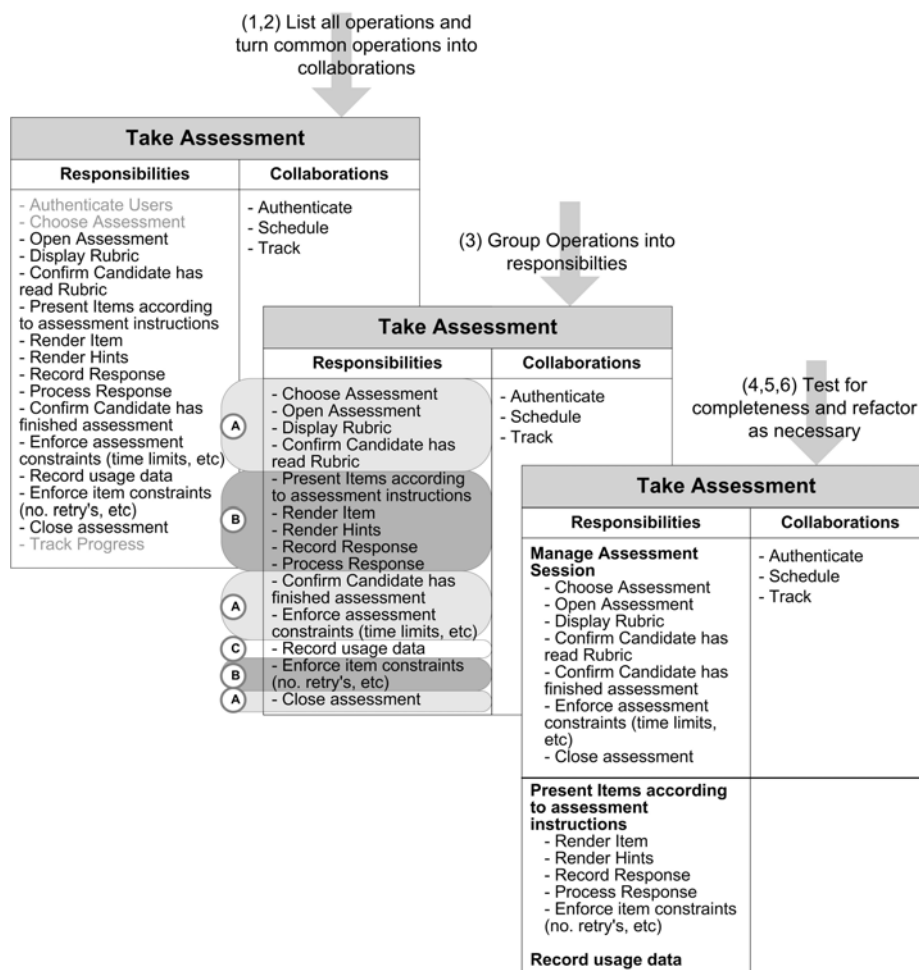 (1,2) List all operations and
turn common operations into
collaborations
Take Assessment
Responsibilities
Collaborations
- Authenticate Users
- Choose Assessment
- Open Assessment
- Display Rubric
- Confirm Candidate has
read Rubric
- Present Items according
to assessment instructions
- Render Item
- Render Hints
- Record Response
- Process Response
- Confirm Candidate has
finished assessment
- Enforce assessment
constraints (time limits, etc)
- Record usage data
- Enforce item constraints
(no. retry's, etc)
- Close assessment
- Track Progress
- Authenticate
- Schedule
- Track
(3) Group Operations into
responsibilties
Take Assessment
Responsibilities
Collaborations
A
- Choose Assessment
- Open Assessment
- Display Rubric
- Confirm Candidate has
read Rubric
B
- Present Items according
to assessment instructions
- Render Item
- Render Hints
- Record Response
- Process Response
A
- Confirm Candidate has
finished assessment
- Enforce assessment
constraints (time limits, etc)
C
- Record usage data
B
- Enforce item constraints
(no. retry's, etc)
A
- Close assessment
- Authenticate
- Schedule
- Track
(4,5,6) Test for
completeness and refactor
as necessary
Take Assessment
Responsibilities
Collaborations
Manage Assessment
Session
- Choose Assessment
- Open Assessment
- Display Rubric
- Confirm Candidate has
read Rubric
- Confirm Candidate has
finished assessment
- Enforce assessment
constraints (time limits,
etc)
- Close assessment
- Authenticate
- Schedule
- Track
Present Items according
to assessment
instructions
- Render Item
- Render Hints
- Record Response
- Process Response
- Enforce item constraints
(no. retry's, etc)
Record usage data